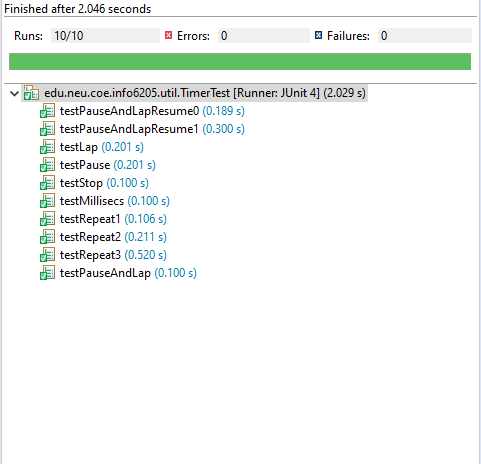 Finished after 2.046 seconds
Runs: 10/10 Errors: 0 Failures: 0
edu.neu.coe.info6205.util.TimerTest [Runner: JUnit 4] (2.029 s)
testPauseAndLapResume0 (0.189 s)
testPauseAndLapResume1 (0.300 s)
testLap (0.201 s)
testPause (0.201 s)
testStop (0.100 s)
testMillisecs (0.100 s)
testRepeat1 (0.106 s)
testRepeat2 (0.211 s)
testRepeat3 (0.520 s)
testPauseAndLap (0.100 s)